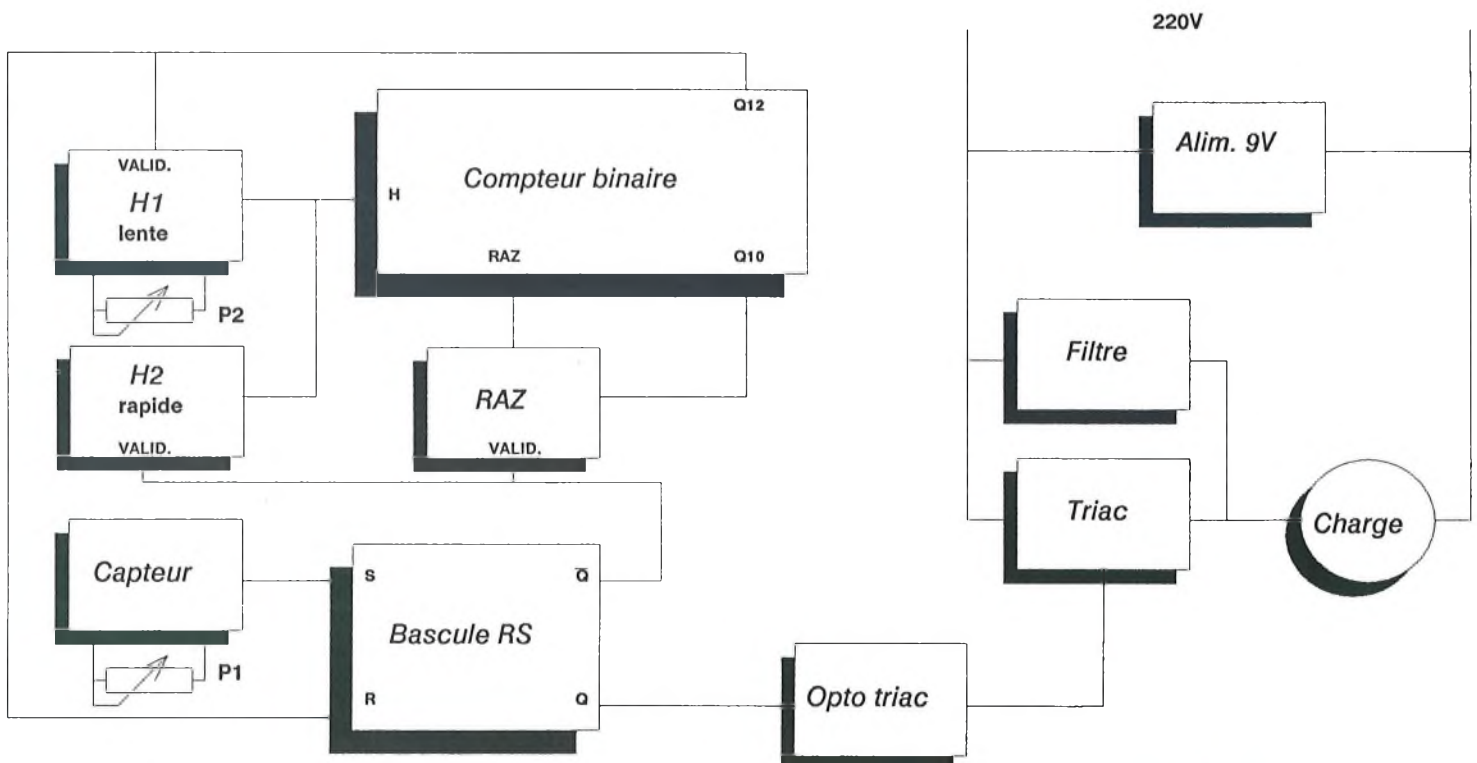 220V
Q12
Alim. 9V
VALID.
H1
lente
Compteur binaire
H
RAZ
Q10
P2
Filtre
H2
rapide
VALID.
RAZ
VALID.
Triac
Charge
Capteur
S
Q̅
Bascule RS
P1
R
Q
Opto triac